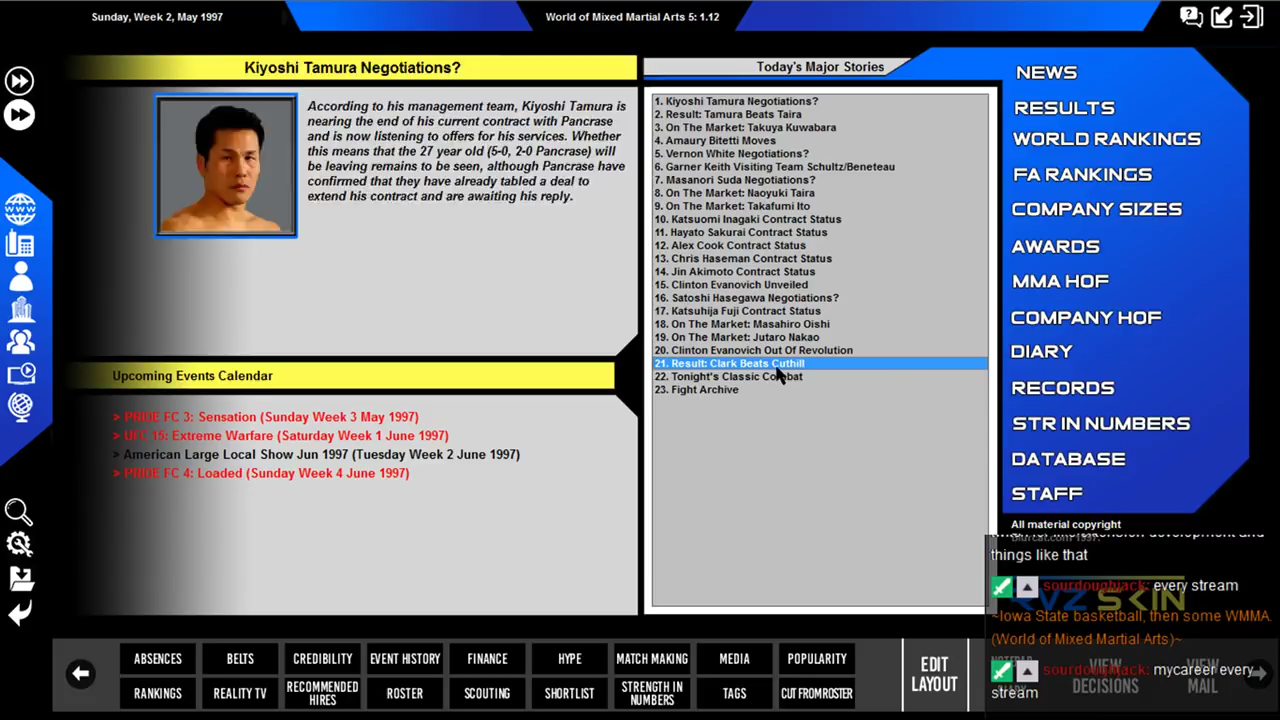 Sunday, Week 2, May 1997
World of Mixed Martial Arts 5: 1.12
Kiyoshi Tamura Negotiations?
According to his management team, Kiyoshi Tamura is
nearing the end of his current contract with Pancrase
and is now listening to offers for his services. Whether
this means that the 27 year old (5-0, 2-0 Pancrase) will
be leaving remains to be seen, although Pancrase have
confirmed that they have already tabled a deal to
extend his contract and are awaiting his reply.
Upcoming Events Calendar
> PRIDE FC 3: Sensation (Sunday Week 3 May 1997)
> UFC 15: Extreme Warfare (Saturday Week 1 June 1997)
> American Large Local Show Jun 1997 (Tuesday Week 2 June 1997)
> PRIDE FC 4: Loaded (Sunday Week 4 June 1997)
Today's Major Stories
1. Kiyoshi Tamura Negotiations?
2. Result: Tamura Beats Taira
3. On The Market: Takuya Kuwabara
4. Amaury Bitetti Moves
5. Vernon White Negotiations?
6. Garner Keith Visiting Team Schultz/Beneteau
7. Masanori Suda Negotiations?
8. On The Market: Naoyuki Taira
9. On The Market: Takafumi Ito
10. Katsuomi Inagaki Contract Status
11. Hayato Sakurai Contract Status
12. Alex Cook Contract Status
13. Chris Haseman Contract Status
14. Jin Akimoto Contract Status
15. Clinton Evanovich Unveiled
16. Satoshi Hasegawa Negotiations?
17. Katsuhija Fuji Contract Status
18. On The Market: Masahiro Oishi
19. On The Market: Jutaro Nakao
20. Clinton Evanovich Out Of Revolution
21. Result: Clark Beats Cuthill
22. Tonight's Classic Combat
23. Fight Archive
NEWS
RESULTS
WORLD RANKINGS
FA RANKINGS
COMPANY SIZES
AWARDS
MMA HOF
COMPANY HOF
DIARY
RECORDS
STR IN NUMBERS
DATABASE
STAFF
All material copyright
things like that
sourdoughjack: every stream
~Iowa State basketball, then some WMMA.
(World of Mixed Martial Arts)~
sourdoughjack: mycareer every
stream
ABSENCES
BELTS
CREDIBILITY
EVENT HISTORY
FINANCE
HYPE
MATCH MAKING
MEDIA
POPULARITY
RANKINGS
REALITY TV
RECOMMENDED
HIRES
ROSTER
SCOUTING
SHORTLIST
STRENGTH IN
NUMBERS
TAGS
CUT FROM ROSTER
EDIT
LAYOUT
VIEW
DECISIONS
VIEW
MAIL